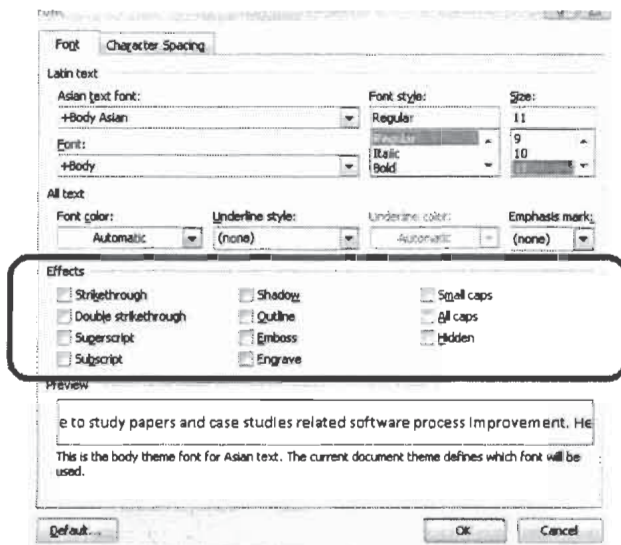 Font Character Spacing
Latin text
Asian text font: Font style: Size:
+Body Asian Regular 11
Regular 9
Font: Italic 10
+Body Bold 11
All text
Font color: Underline style: Underline color: Emphasis mark:
Automatic (none) Automatic (none)
Effects
Strikethrough Shadow Small caps
Double strikethrough Outline All caps
Superscript Emboss Hidden
Subscript Engrave
Preview
e to study papers and case studies related software process improvement. He
This is the body theme font for Asian text. The current document theme defines which font will be
used.
Default... OK Cancel